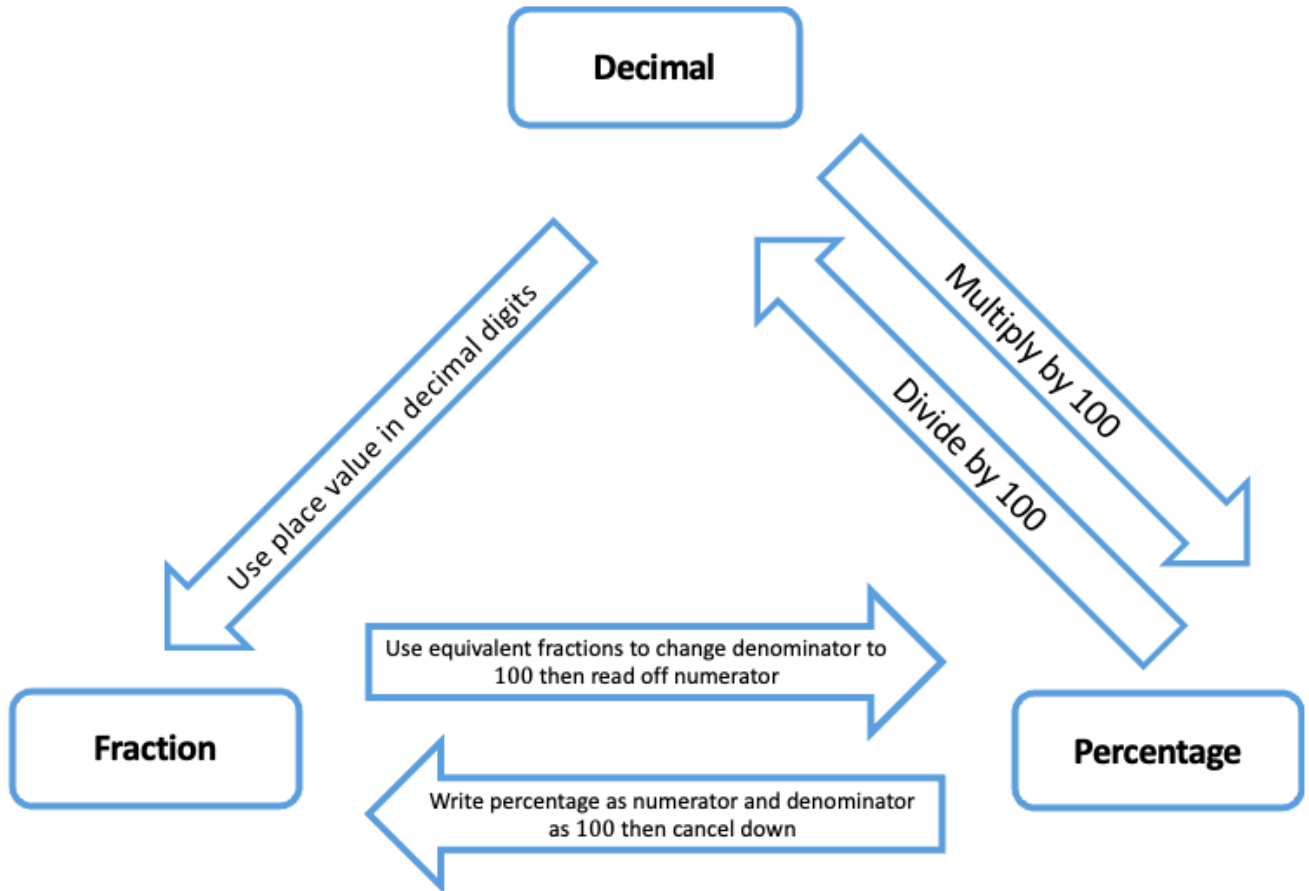 Decimal
Multiply by 100
Divide by 100
Use place value in decimal digits
Use equivalent fractions to change denominator to
100 then read off numerator
Fraction
Percentage
Write percentage as numerator and denominator
as 100 then cancel down